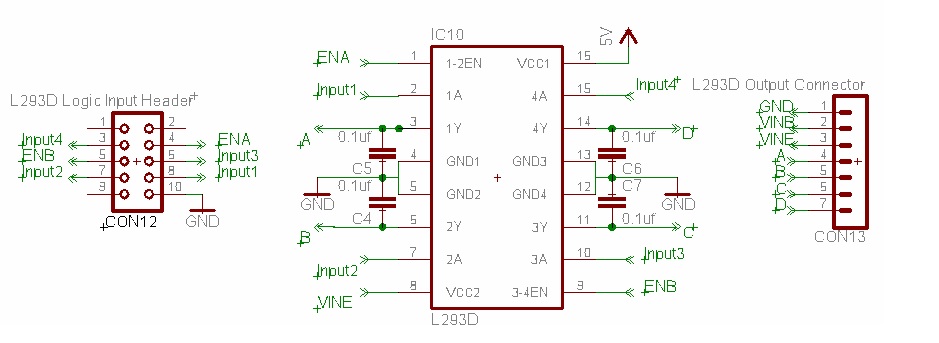 L293D Logic Input Header
1 2
Input4 3 4 ENA
ENB 5 5 Input3
Input2 7 8 Input1
9 10
CON12
GND
IC10
5V
ENA 1 1-2EN VCC1 15
Input1 2 1A 4A 15 Input4
A 3 1Y 4Y 14 D
0.1uf 0.1uf
4 GND1 GND3 13
C5 C6
0.1uf C7
GND 5 GND2 GND4 12 GND
C4 0.1uf
B 5 2Y 3Y 11 C
Input2 7 2A 3A 10 Input3
VINE 8 VCC2 3-4EN 9 ENB
L293D
L293D Output Connector
GND 1
VINB 2
VINE 3
A 4
B 5
C 5
D 7
CON13